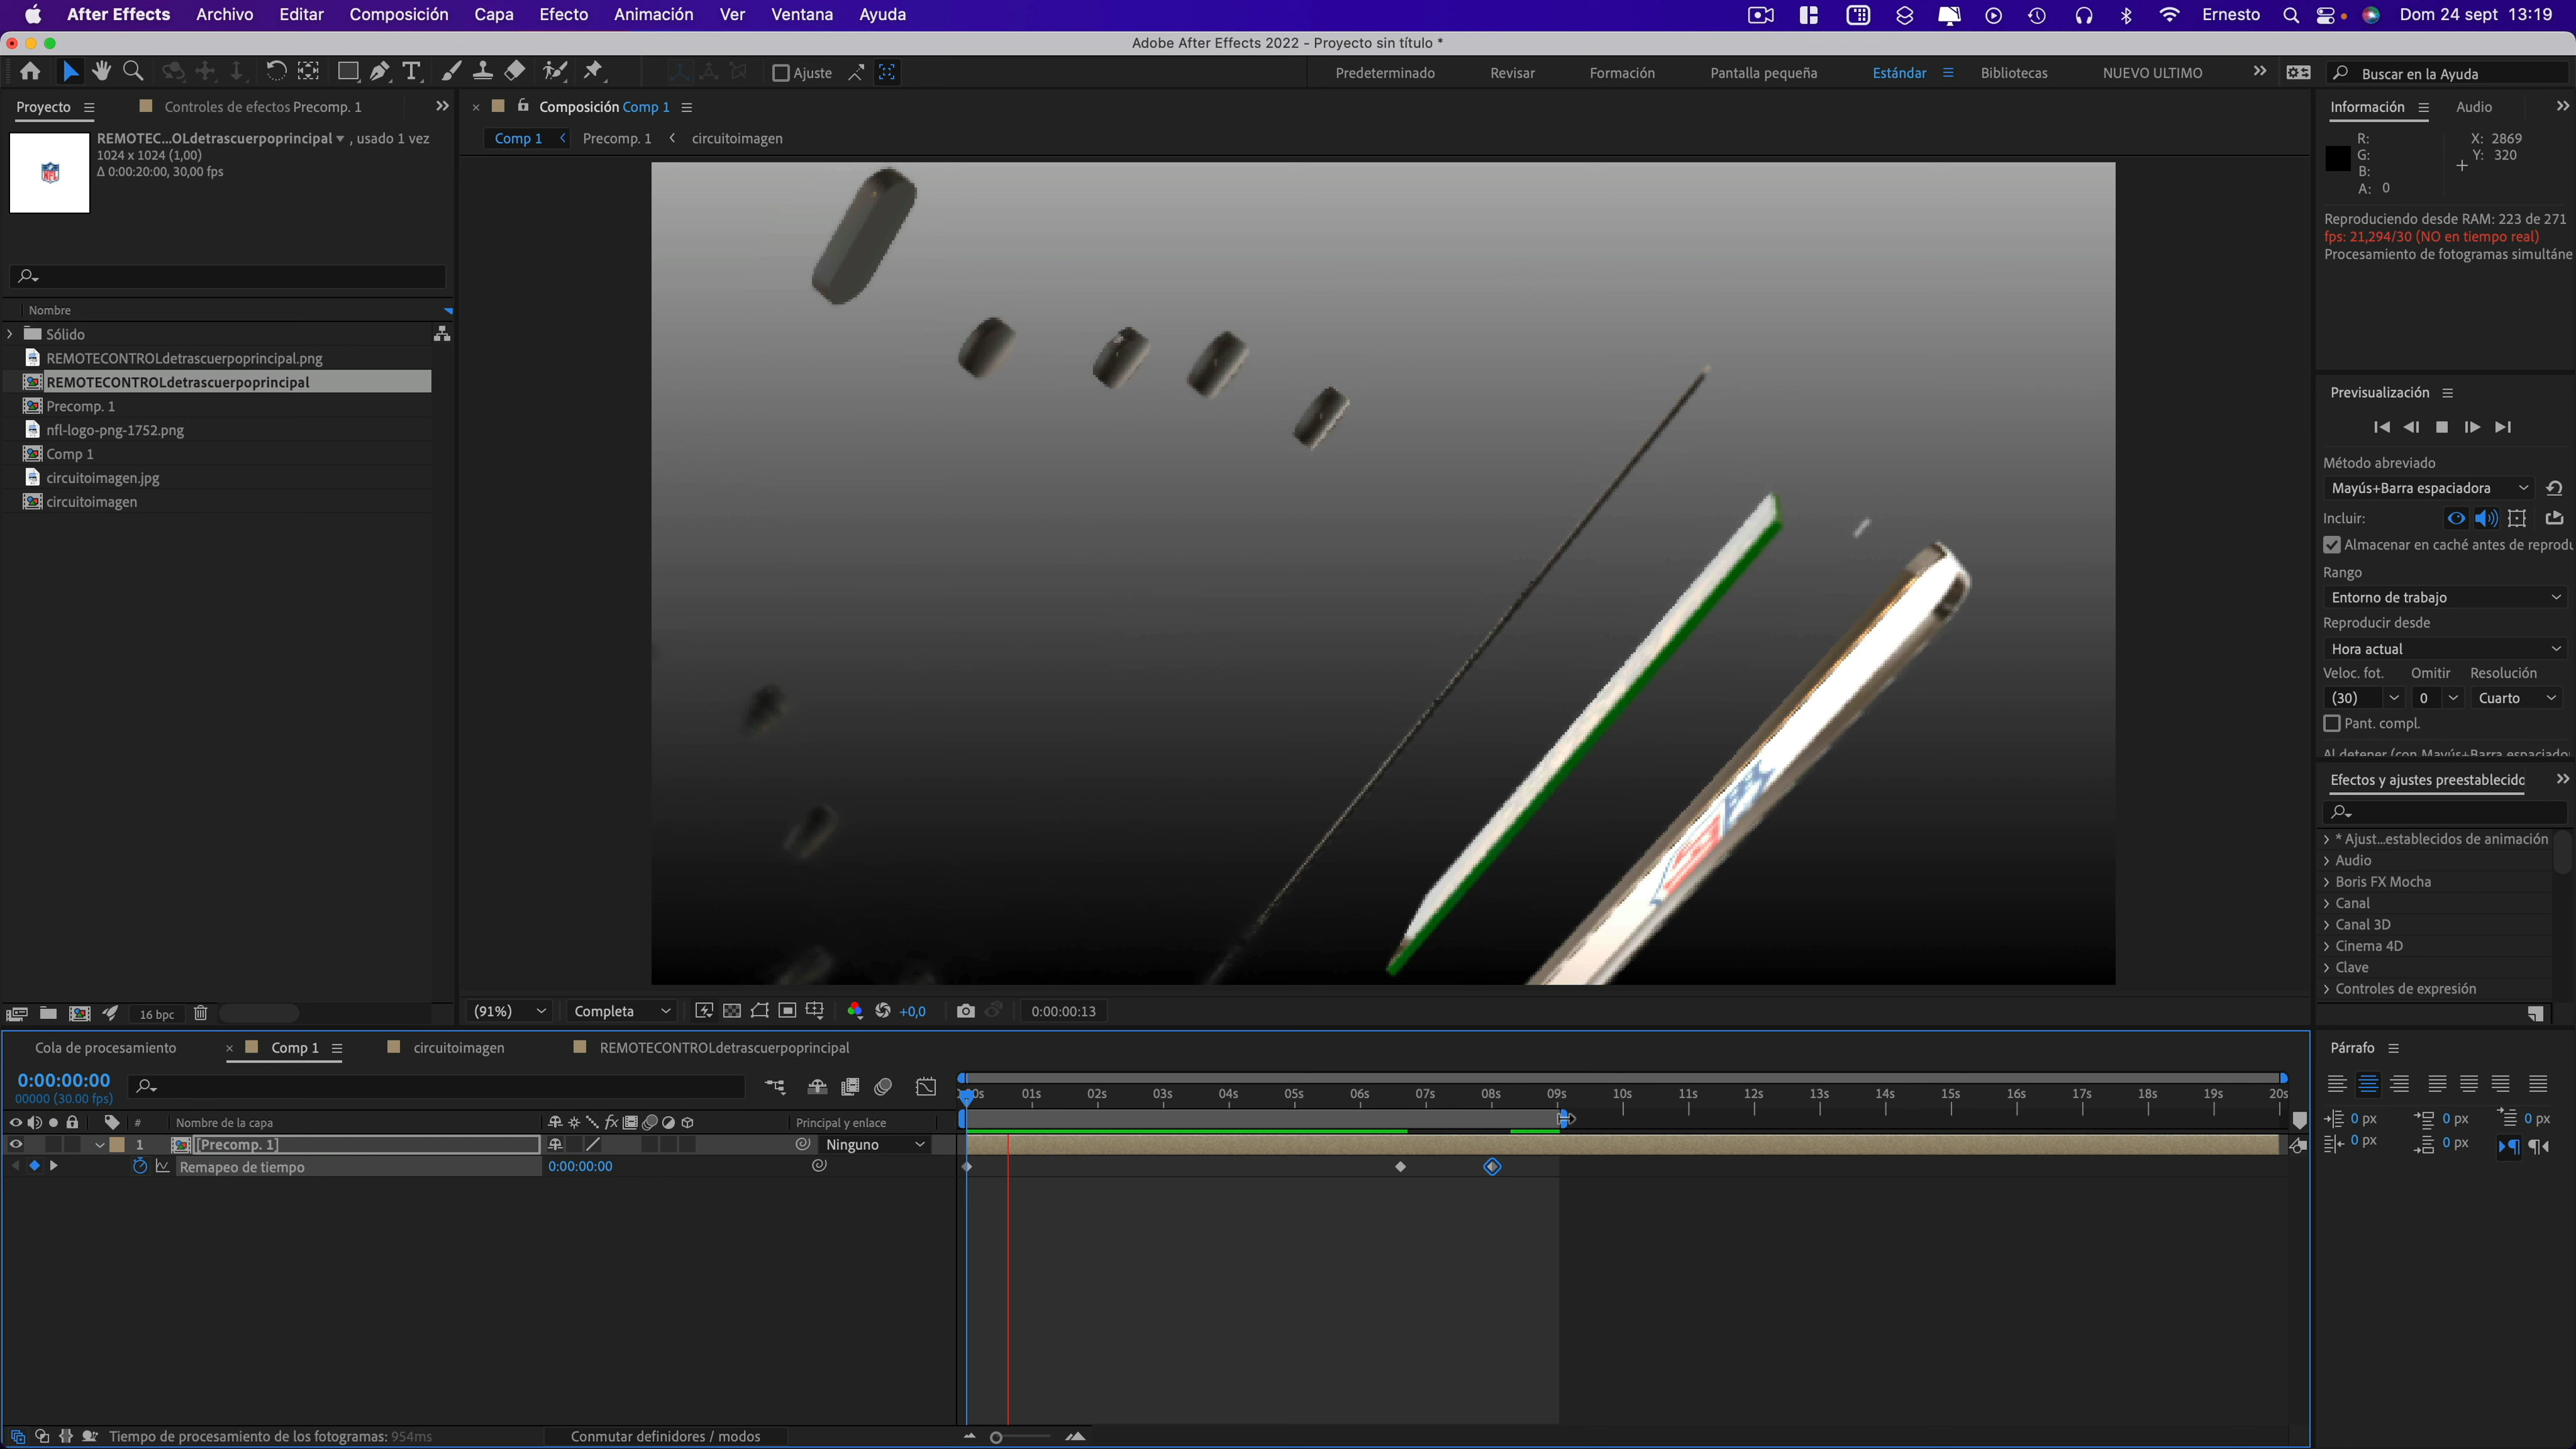 After Effects Archivo Editar Composición Capa Efecto Animación Ver Ventana Ayuda Ernesto Dom 24 sept 13:19
Adobe After Effects 2022 - Proyecto sin título *
Ajuste Predeterminado Revisar Formación Pantalla pequeña Estándar Bibliotecas NUEVO ULTIMO Buscar en la Ayuda
Proyecto Controles de efectos Precomp. 1
REMOTEC...OLdetrascuerpoprincipal , usado 1 vez
1024 x 1024 (1,00)
Δ 0:00:20:00, 30,00 fps
NFL
Nombre
Sólido
REMOTECONTROLdetrascuerpoprincipal.png
REMOTECONTROLdetrascuerpoprincipal
Precomp. 1
nfl-logo-png-1752.png
Comp 1
circuitoimagen.jpg
circuitoimagen
16 bpc
Composición Comp 1
Comp 1 Precomp. 1 circuitoimagen
(91%) Completa +0,0 0:00:00:13
Información Audio
R: X: 2869
G: Y: 320
B:
A: 0
Reproduciendo desde RAM: 223 de 271
fps: 21,294/30 (NO en tiempo real)
Procesamiento de fotogramas simultáne
Previsualización
Método abreviado
Mayús+Barra espaciadora
Incluir:
Almacenar en caché antes de reprodu
Rango
Entorno de trabajo
Reproducir desde
Hora actual
Veloc. fot. Omitir Resolución
(30) 0 Cuarto
Pant. compl.
Al detener (con Mayús+Barra espaciado
Efectos y ajustes preestablecidc
* Ajust...establecidos de animación
Audio
Boris FX Mocha
Canal
Canal 3D
Cinema 4D
Clave
Controles de expresión
Cola de procesamiento Comp 1 circuitoimagen REMOTECONTROLdetrascuerpoprincipal
0:00:00:00
00000 (30.00 fps)
# Nombre de la capa fx Principal y enlace
1 [Precomp. 1] Ninguno
Remapeo de tiempo 0:00:00:00
0s 01s 02s 03s 04s 05s 06s 07s 08s 09s 10s 11s 12s 13s 14s 15s 16s 17s 18s 19s 20s
Tiempo de procesamiento de los fotogramas: 954ms Conmutar definidores / modos
Párrafo
0 px 0 px 0 px
0 px 0 px